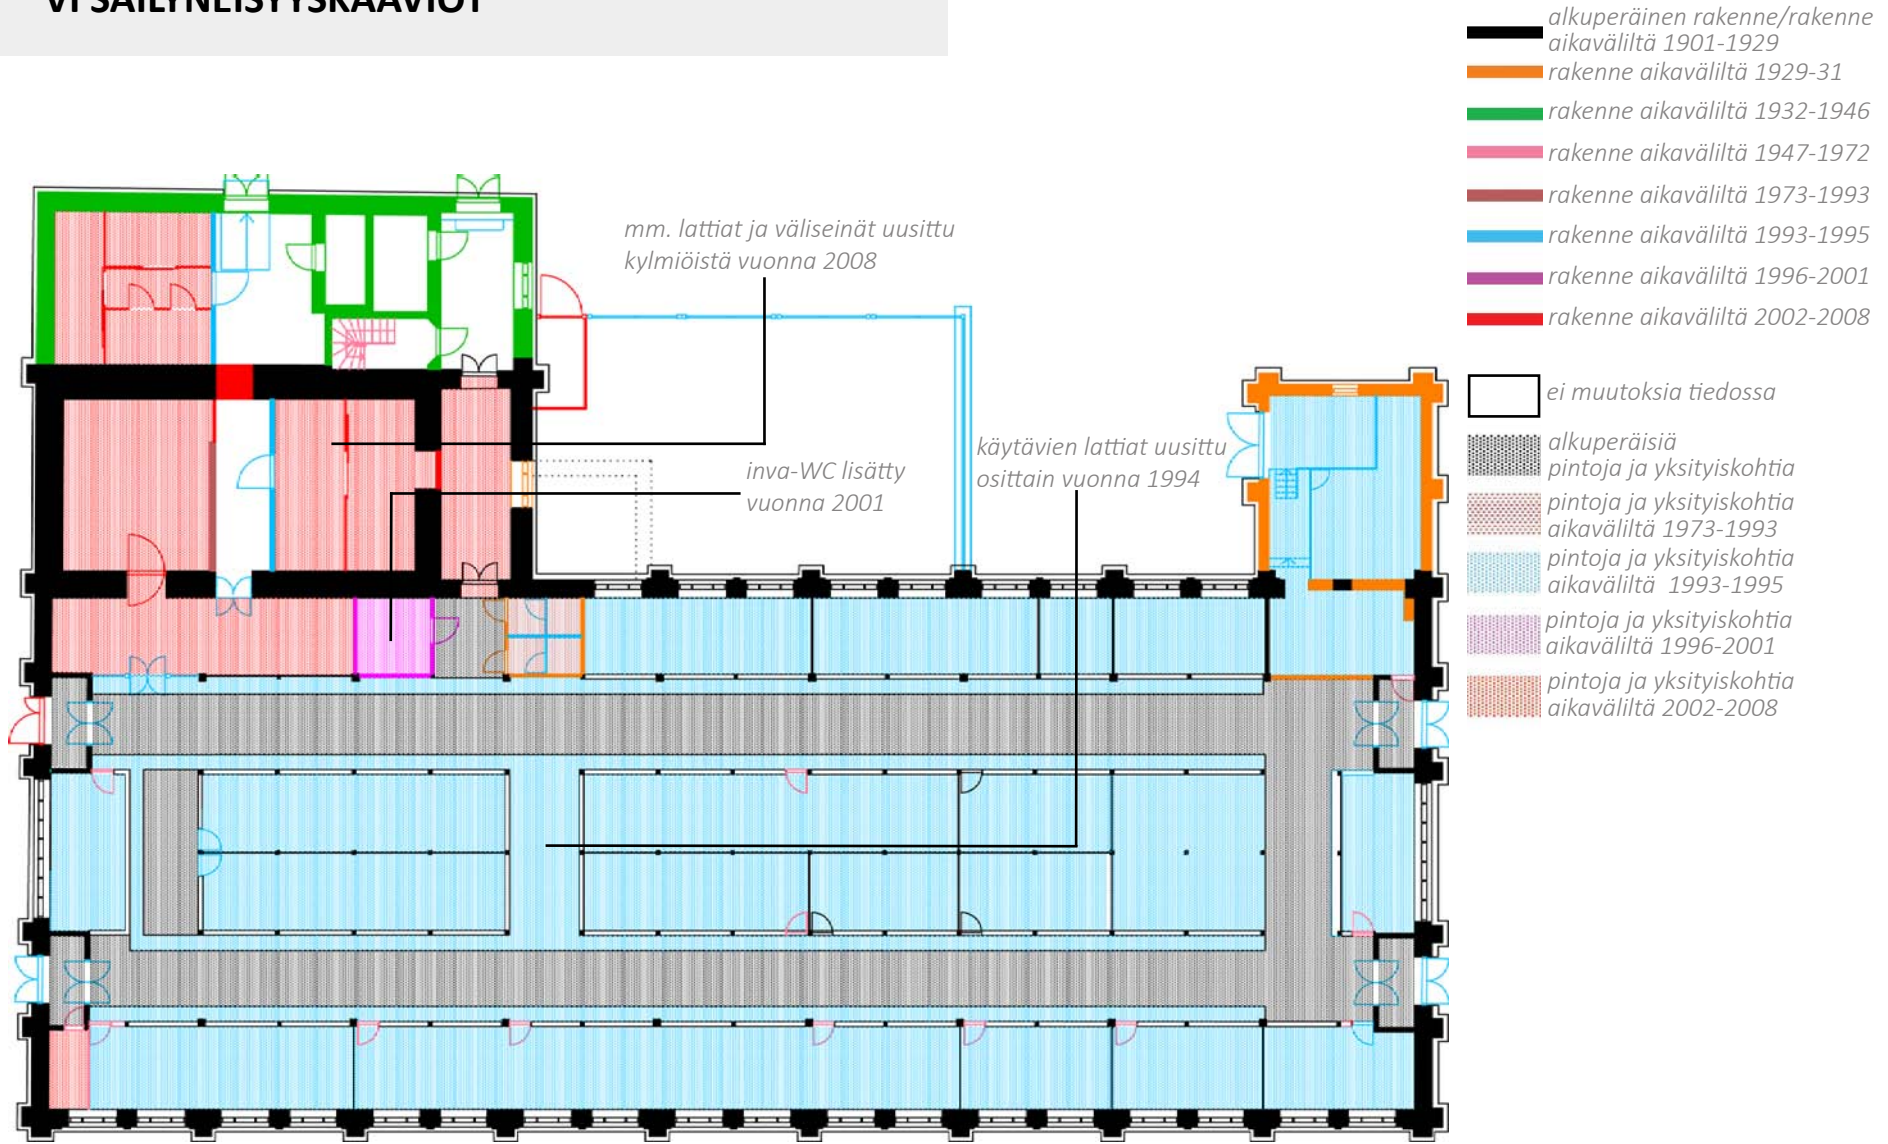 VI SÄILYNEISYYSKAAVIOT
alkuperäinen rakenne/rakenne
aikaväliltä 1901-1929
rakenne aikaväliltä 1929-31
rakenne aikaväliltä 1932-1946
rakenne aikaväliltä 1947-1972
rakenne aikaväliltä 1973-1993
rakenne aikaväliltä 1993-1995
rakenne aikaväliltä 1996-2001
rakenne aikaväliltä 2002-2008
ei muutoksia tiedossa
alkuperäisiä
pintoja ja yksityiskohtia
pintoja ja yksityiskohtia
aikaväliltä 1973-1993
pintoja ja yksityiskohtia
aikaväliltä  1993-1995
pintoja ja yksityiskohtia
aikaväliltä 1996-2001
pintoja ja yksityiskohtia
aikaväliltä 2002-2008
mm. lattiat ja väliseinät uusittu
kylmiöistä vuonna 2008
inva-WC lisätty
vuonna 2001
käytävien lattiat uusittu
osittain vuonna 1994